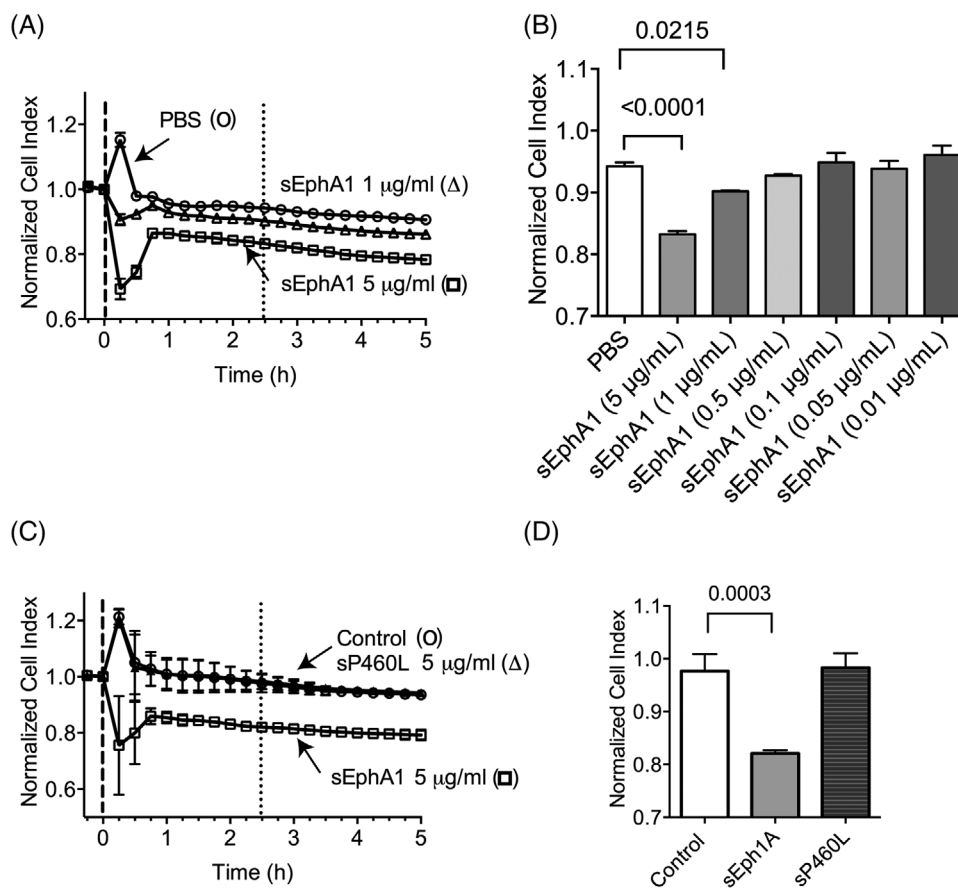 (A)
Normalized Cell Index
1.2
1.0
0.8
0.6
PBS (O)
sEphA1 1 μg/ml (Δ)
sEphA1 5 μg/ml (□)
0 1 2 3 4 5
Time (h)
(B)
Normalized Cell Index
1.1
1.0
0.9
0.8
0.7
0.0215
<0.0001
PBS
sEphA1 (5 μg/mL)
sEphA1 (1 μg/mL)
sEphA1 (0.5 μg/mL)
sEphA1 (0.1 μg/mL)
sEphA1 (0.05 μg/mL)
sEphA1 (0.01 μg/mL)
(C)
Normalized Cell Index
1.2
1.0
0.8
0.6
Control (O)
sP460L 5 μg/ml (Δ)
sEphA1 5 μg/ml (□)
0 1 2 3 4 5
Time (h)
(D)
Normalized Cell Index
1.1
1.0
0.9
0.8
0.7
0.0003
Control
sEph1A
sP460L